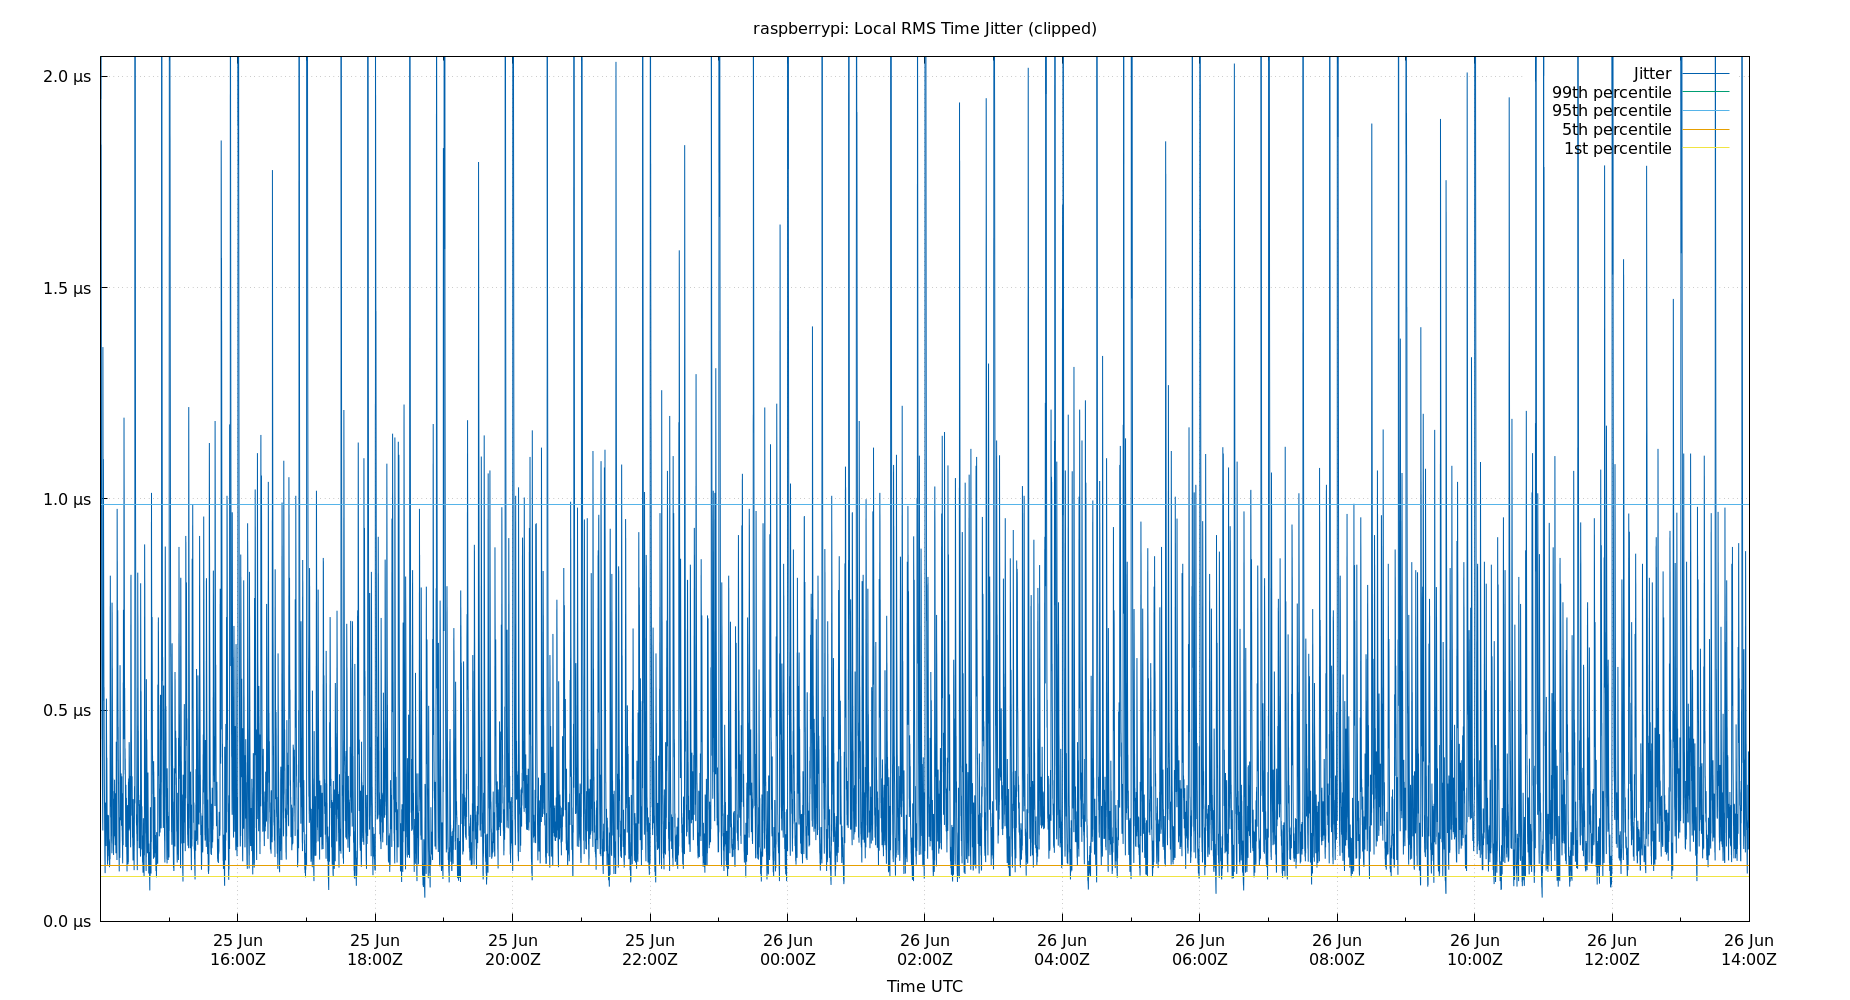 raspberrypi: Local RMS Time Jitter (clipped)
2.0 µs
1.5 µs
1.0 µs
0.5 µs
0.0 µs
Jitter
99th percentile
95th percentile
5th percentile
1st percentile
25 Jun
16:00Z
25 Jun
18:00Z
25 Jun
20:00Z
25 Jun
22:00Z
26 Jun
00:00Z
26 Jun
02:00Z
26 Jun
04:00Z
26 Jun
06:00Z
26 Jun
08:00Z
26 Jun
10:00Z
26 Jun
12:00Z
26 Jun
14:00Z
Time UTC